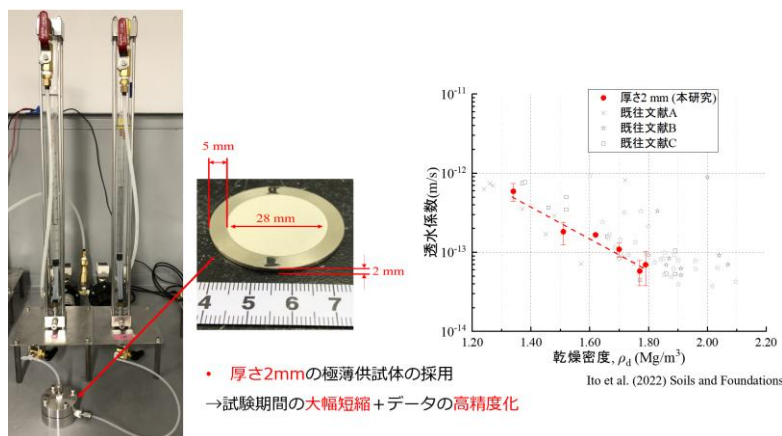 5 mm
28 mm
2 mm
4 5 6 7
• 厚さ2mmの極薄供試体の採用
→試験期間の大幅短縮+データの高精度化
10-11
10-12
10-13
10-14
透水係数(m/s)
厚さ2 mm (本研究)
既往文献A
既往文献B
既往文献C
1.20 1.40 1.60 1.80 2.00 2.20
乾燥密度, ρd (Mg/m3)
Ito et al. (2022) Soils and Foundations